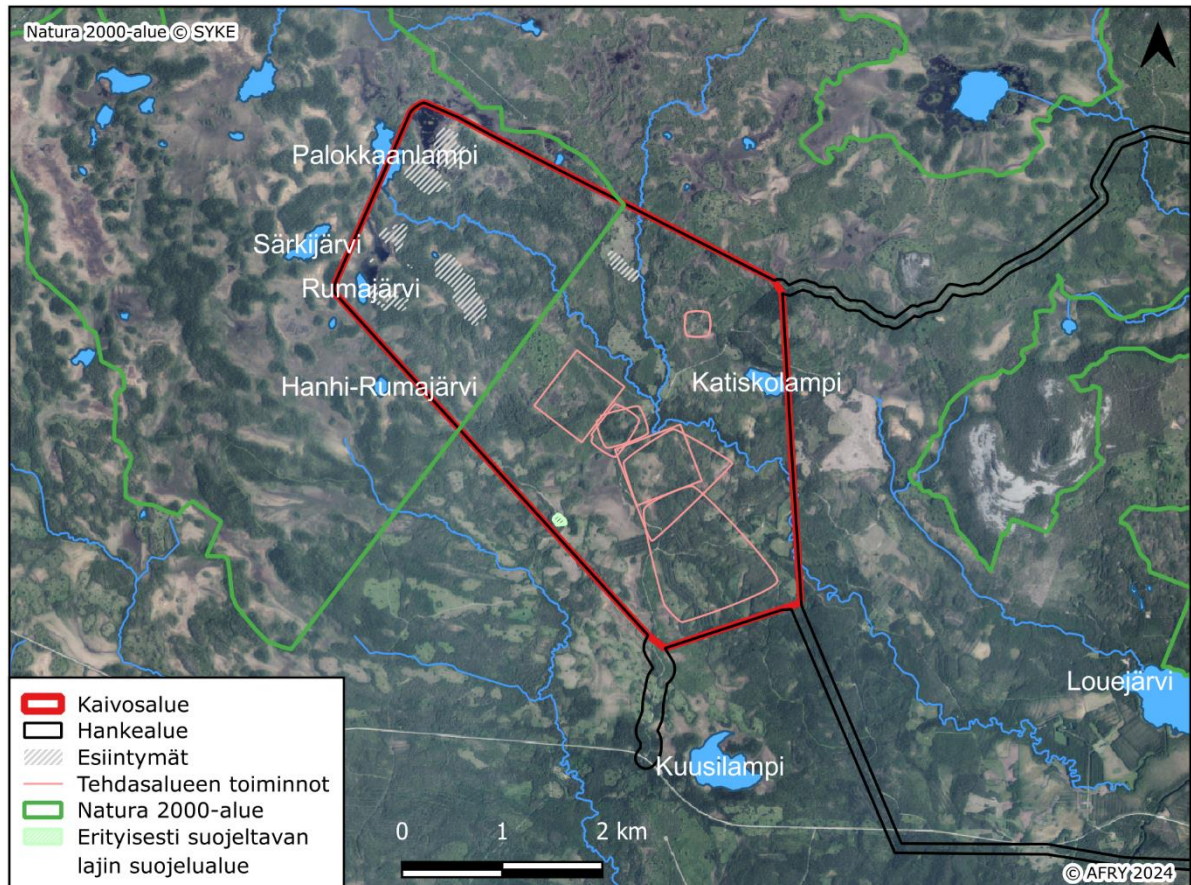 Natura 2000-alue © SYKE
Palokkaanlampi
Särkijärvi
Rumajärvi
Hanhi-Rumajärvi
Katiskolampi
Louejärvi
Kuusilampi
Kaivosalue
Hankealue
Esiintymät
Tehdasalueen toiminnot
Natura 2000-alue
Erityisesti suojeltavan
lajin suojelualue
0 1 2 km
© AFRY 2024